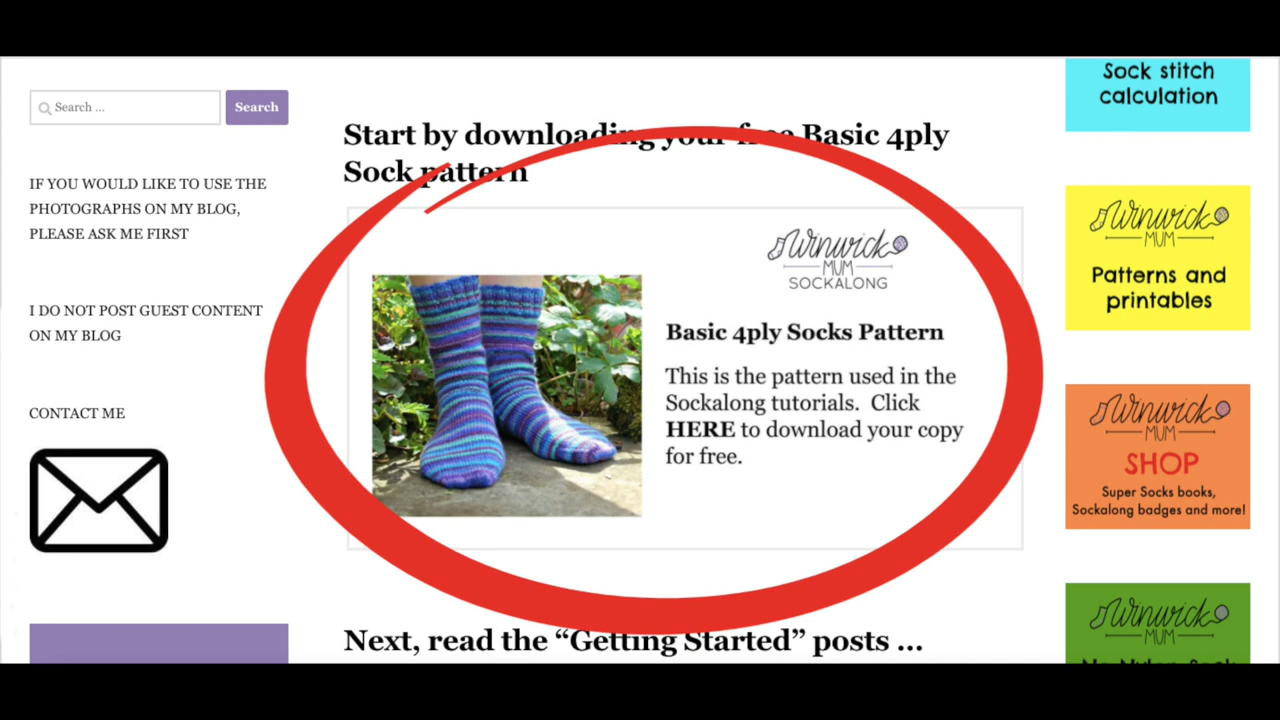 Search ...
Search
IF YOU WOULD LIKE TO USE THE
PHOTOGRAPHS ON MY BLOG,
PLEASE ASK ME FIRST
I DO NOT POST GUEST CONTENT
ON MY BLOG
CONTACT ME
Start by downloading your free Basic 4ply
Sock pattern
Winwick
MUM
SOCKALONG
Basic 4ply Socks Pattern
This is the pattern used in the
Sockalong tutorials.  Click
HERE to download your copy
for free.
Next, read the “Getting Started” posts ...
Sock stitch
calculation
Winwick
MUM
Patterns and
printables
Winwick
MUM
SHOP
Super Socks books,
Sockalong badges and more!
Winwick
MUM